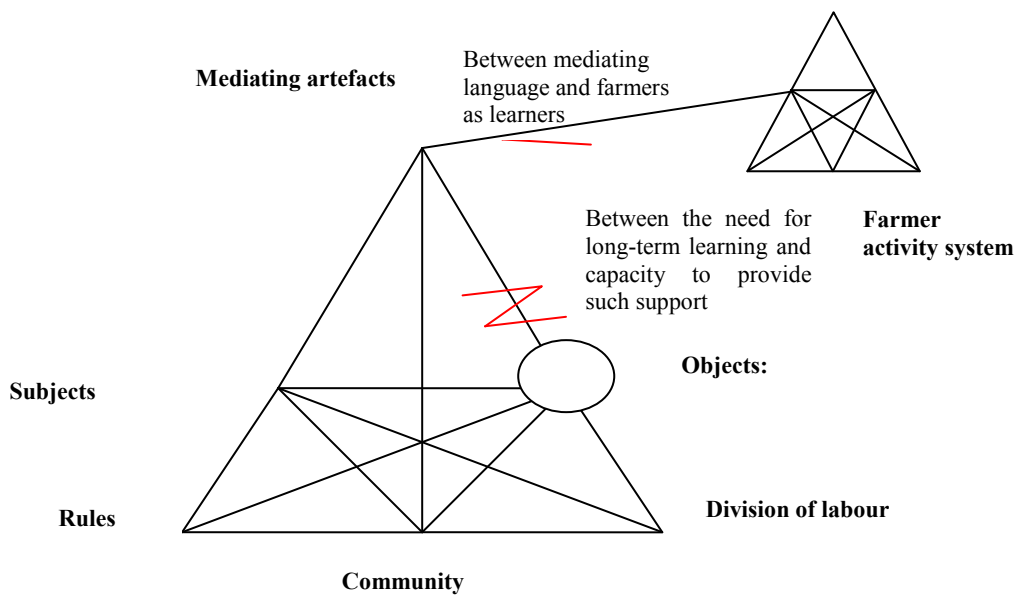 Mediating artefacts
Between mediating
language and farmers
as learners
Between the need for
long-term learning and
capacity to provide
such support
Farmer
activity system
Objects:
Subjects
Rules
Division of labour
Community